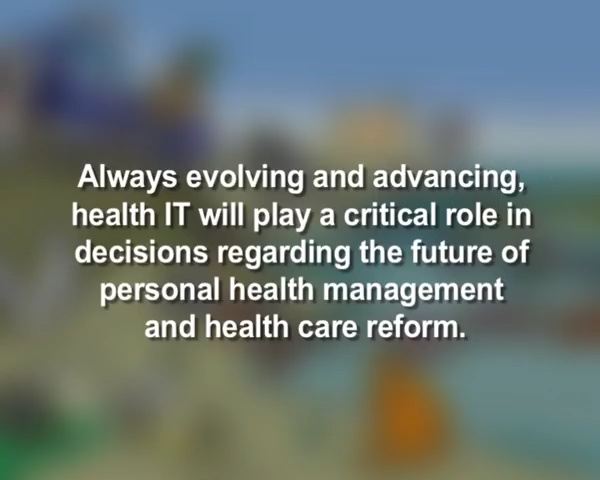 Always evolving and advancing,
health IT will play a critical role in
decisions regarding the future of
personal health management
and health care reform.